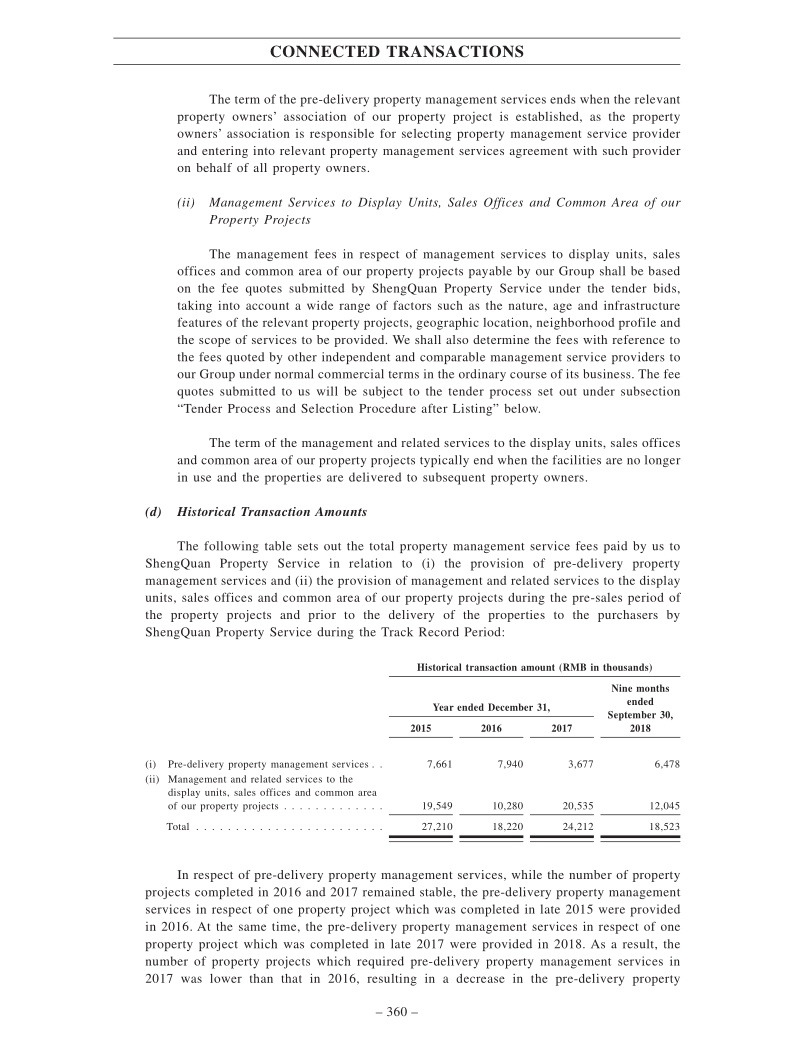 CONNECTED TRANSACTIONS
The term of the pre-delivery property management services ends when the relevant
property owners’ association of our property project is established, as the property
owners’ association is responsible for selecting property management service provider
and entering into relevant property management services agreement with such provider
on behalf of all property owners.
(ii) Management Services to Display Units, Sales Offices and Common Area of our
Property Projects
The management fees in respect of management services to display units, sales
offices and common area of our property projects payable by our Group shall be based
on the fee quotes submitted by ShengQuan Property Service under the tender bids,
taking into account a wide range of factors such as the nature, age and infrastructure
features of the relevant property projects, geographic location, neighborhood profile and
the scope of services to be provided. We shall also determine the fees with reference to
the fees quoted by other independent and comparable management service providers to
our Group under normal commercial terms in the ordinary course of its business. The fee
quotes submitted to us will be subject to the tender process set out under subsection
“Tender Process and Selection Procedure after Listing” below.
The term of the management and related services to the display units, sales offices
and common area of our property projects typically end when the facilities are no longer
in use and the properties are delivered to subsequent property owners.
(d) Historical Transaction Amounts
The following table sets out the total property management service fees paid by us to
ShengQuan Property Service in relation to (i) the provision of pre-delivery property
management services and (ii) the provision of management and related services to the display
units, sales offices and common area of our property projects during the pre-sales period of
the property projects and prior to the delivery of the properties to the purchasers by
ShengQuan Property Service during the Track Record Period:
Historical transaction amount (RMB in thousands)
Year ended December 31,
Nine months
ended
September 30,
2015 2016 2017 2018
(i) Pre-delivery property management services . . 7,661 7,940 3,677 6,478
(ii) Management and related services to the
display units, sales offices and common area
of our property projects . . . . . . . . . . . . . 19,549 10,280 20,535 12,045
Total . . . . . . . . . . . . . . . . . . . . . . . . 27,210 18,220 24,212 18,523
In respect of pre-delivery property management services, while the number of property
projects completed in 2016 and 2017 remained stable, the pre-delivery property management
services in respect of one property project which was completed in late 2015 were provided
in 2016. At the same time, the pre-delivery property management services in respect of one
property project which was completed in late 2017 were provided in 2018. As a result, the
number of property projects which required pre-delivery property management services in
2017 was lower than that in 2016, resulting in a decrease in the pre-delivery property
– 360 –